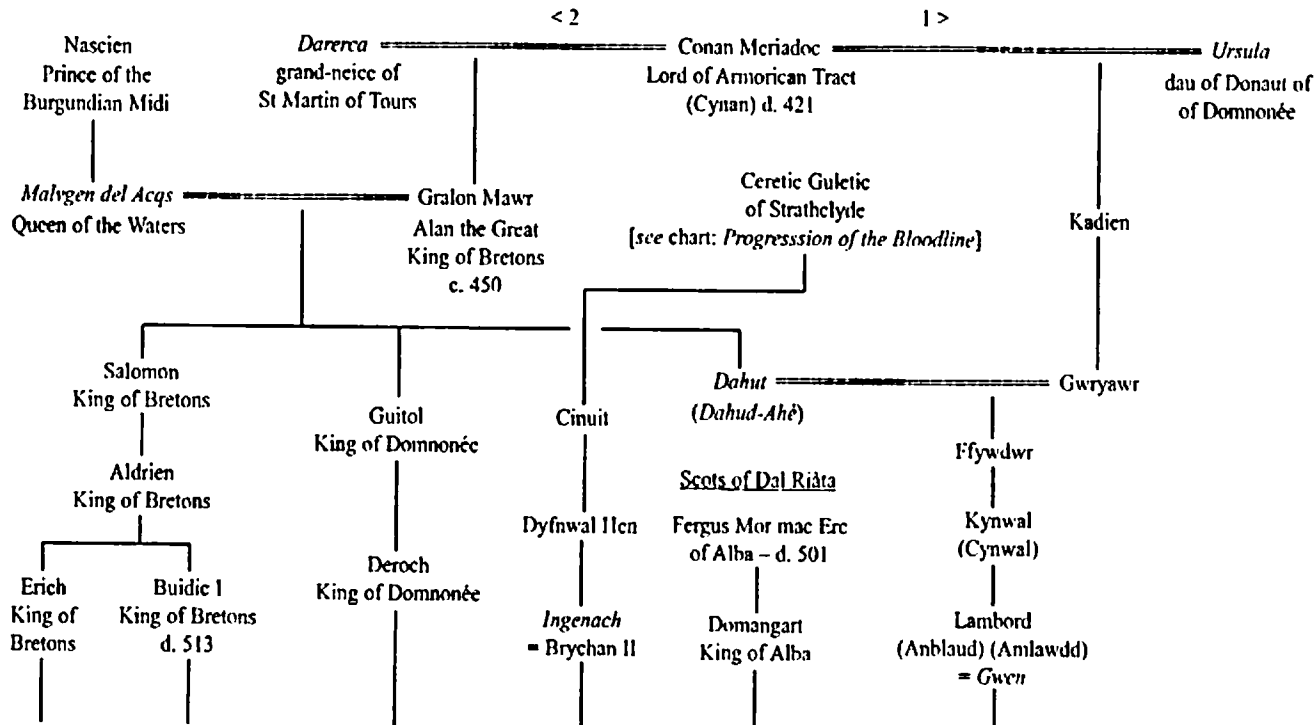 < 2
1 >
Nascien
Prince of the
Burgundian Midi
Darerca
grand-neice of
St Martin of Tours
Conan Meriadoc
Lord of Armorican Tract
(Cynan) d. 421
Ursula
dau of Donaut of
of Domnonée
Malvgen del Acqs
Queen of the Waters
Gralon Mawr
Alan the Great
King of Bretons
c. 450
Ceretic Guletic
of Strathclyde
[see chart: Progresssion of the Bloodline]
Kadien
Salomon
King of Bretons
Guitol
King of Domnonée
Cinuit
Dahut
(Dahud-Ahé)
Gwryawr
Aldrien
King of Bretons
Ffywdwr
Scots of Dal Riàta
Dyfnwal Hen
Fergus Mor mac Erc
of Alba – d. 501
Kynwal
(Cynwal)
Erich
King of
Bretons
Buidic I
King of Bretons
d. 513
Deroch
King of Domnonée
Ingenach
= Brychan II
Domangart
King of Alba
Lambord
(Anblaud) (Amlawdd)
= Gwen